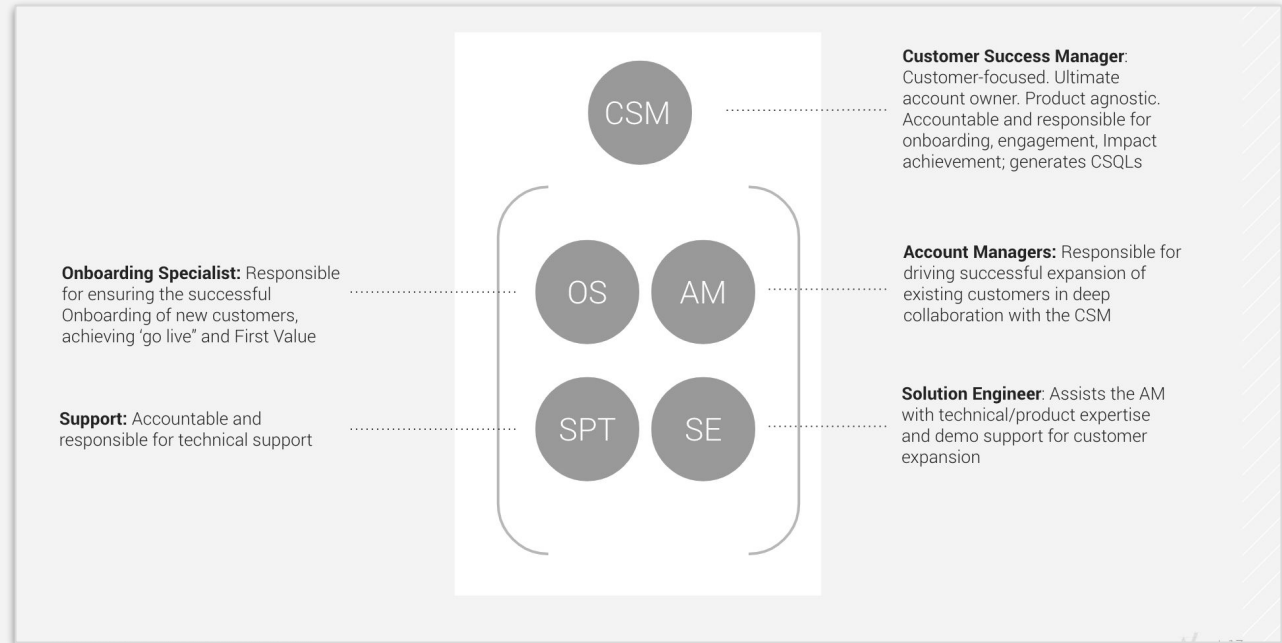 CSM
Customer Success Manager:
Customer-focused. Ultimate
account owner. Product agnostic.
Accountable and responsible for
onboarding, engagement, Impact
achievement; generates CSQLs
Onboarding Specialist: Responsible
for ensuring the successful
Onboarding of new customers,
achieving ‘go live” and First Value
OS
AM
Account Managers: Responsible for
driving successful expansion of
existing customers in deep
collaboration with the CSM
Support: Accountable and
responsible for technical support
SPT
SE
Solution Engineer: Assists the AM
with technical/product expertise
and demo support for customer
expansion